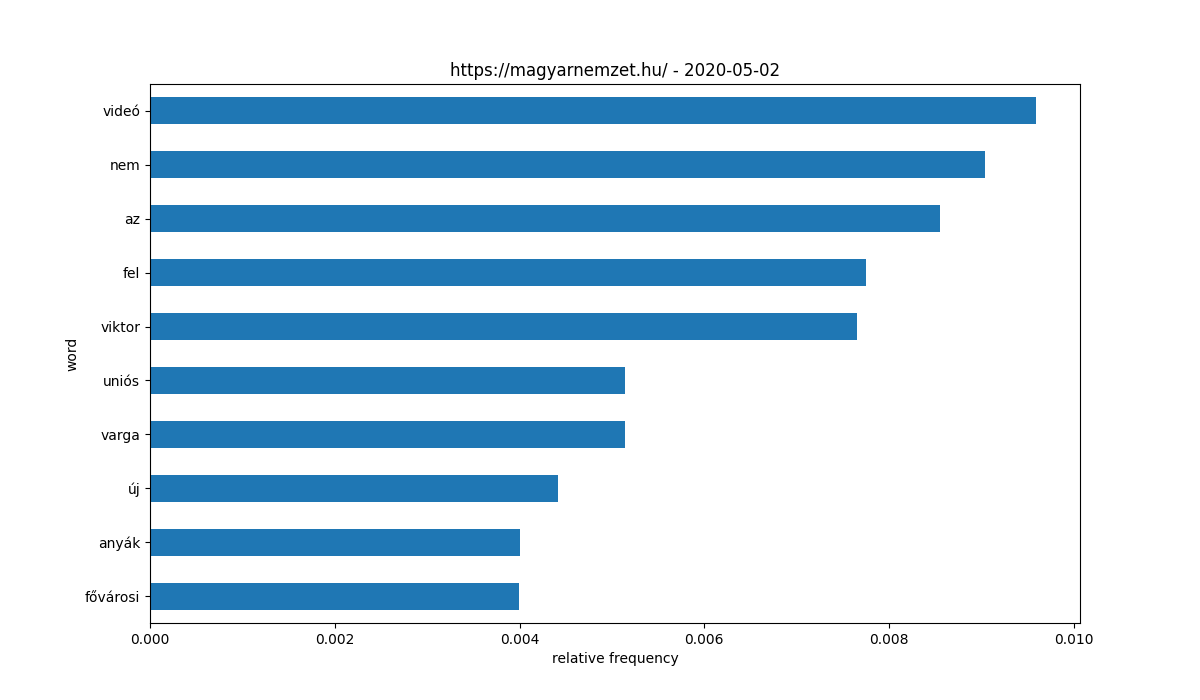 https://magyarnemzet.hu/ - 2020-05-02
videó
nem
az
fel
viktor
uniós
varga
új
anyák
fővárosi
word
0.000 0.002 0.004 0.006 0.008 0.010
relative frequency